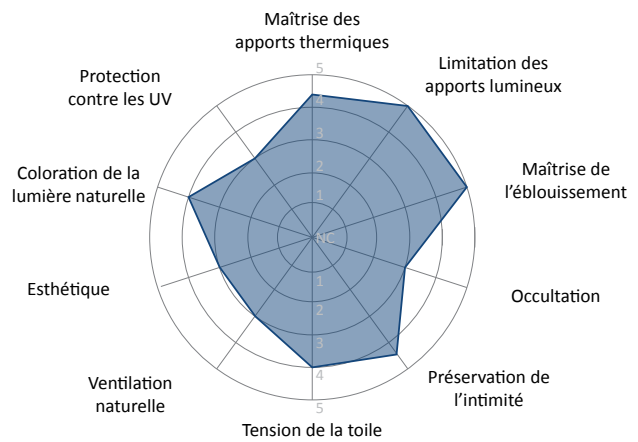 Maîtrise des
apports thermiques
Limitation des
apports lumineux
Maîtrise de
l'éblouissement
Occultation
Préservation de
l'intimité
Tension de la toile
Ventilation
naturelle
Esthétique
Coloration de la
lumière naturelle
Protection
contre les UV
5
4
3
2
1
NC
1
2
3
4
5